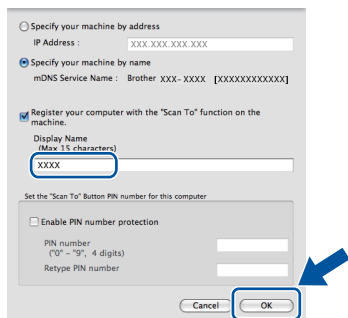 Specify your machine by address
IP Address : XXX.XXX.XXX.XXX
Specify your machine by name
mDNS Service Name : Brother XXX-XXXX [XXXXXXXXXXXX]
Register your computer with the "Scan To" function on the
machine.
Display Name
(Max 15 characters)
XXXX
Set the "Scan To" Button PIN number for this computer
Enable PIN number protection
PIN number
("0" – "9", 4 digits)
Retype PIN number
Cancel OK